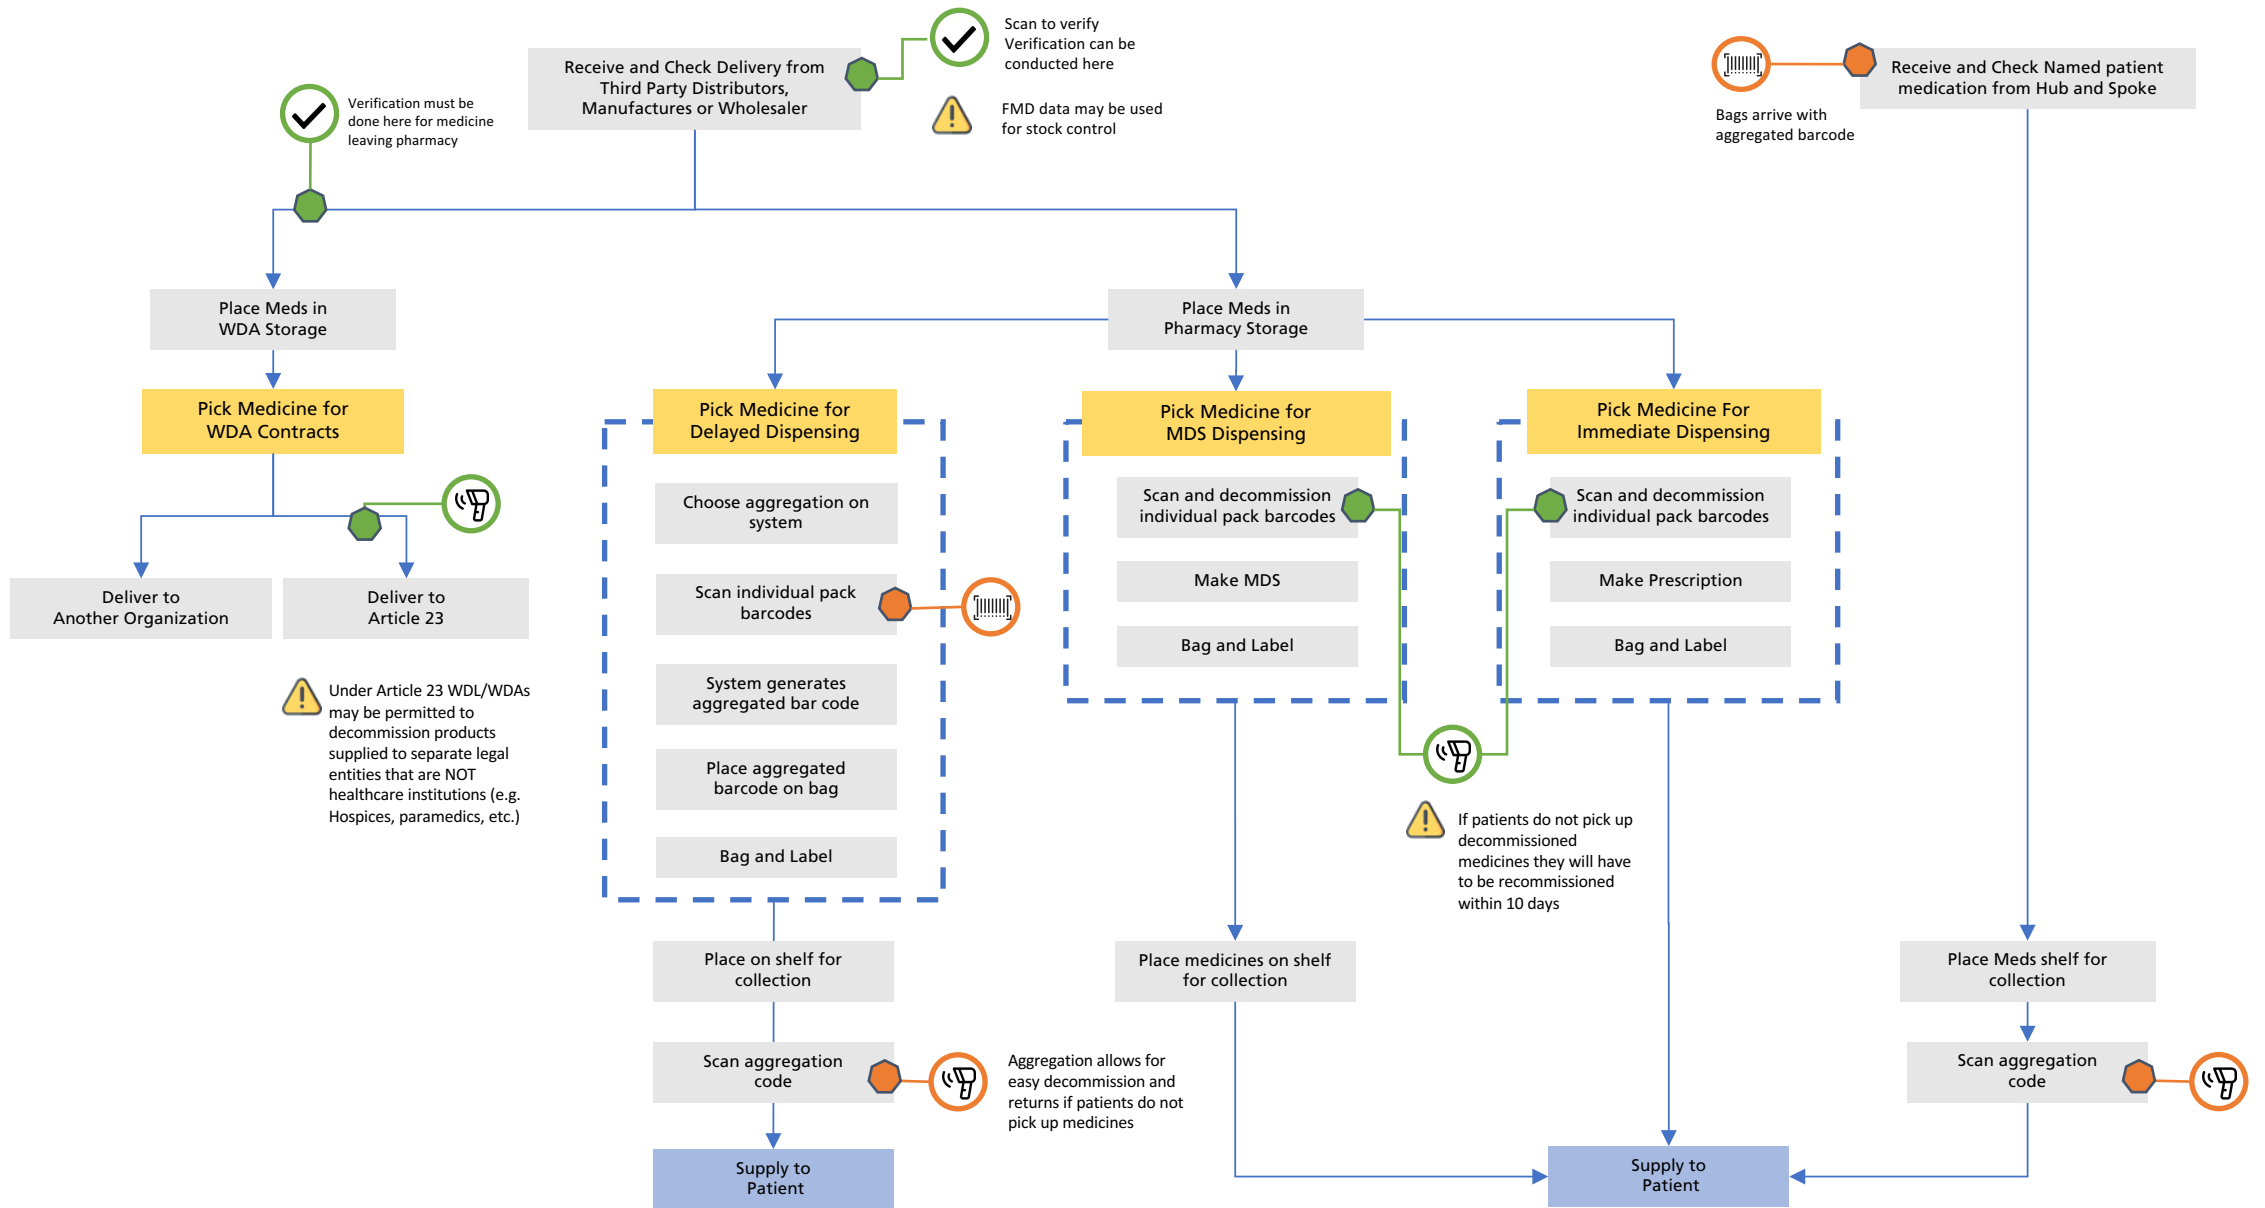 Scan to verify
Verification can be
conducted here
Receive and Check Delivery from
Third Party Distributors,
Manufactures or Wholesaler
Receive and Check Named patient
medication from Hub and Spoke
Verification must be
done here for medicine
leaving pharmacy
FMD data may be used
for stock control
Bags arrive with
aggregated barcode
Place Meds in
WDA Storage
Place Meds in
Pharmacy Storage
Pick Medicine for
WDA Contracts
Pick Medicine for
Delayed Dispensing
Pick Medicine for
MDS Dispensing
Pick Medicine For
Immediate Dispensing
Choose aggregation on
system
Scan and decommission
individual pack barcodes
Scan and decommission
individual pack barcodes
Deliver to
Another Organization
Deliver to
Article 23
Scan individual pack
barcodes
Make MDS
Make Prescription
Bag and Label
Bag and Label
Under Article 23 WDL/WDAs
may be permitted to
decommission products
supplied to separate legal
entities that are NOT
healthcare institutions (e.g.
Hospices, paramedics, etc.)
System generates
aggregated bar code
Place aggregated
barcode on bag
Bag and Label
If patients do not pick up
decommissioned
medicines they will have
to be recommissioned
within 10 days
Place on shelf for
collection
Place medicines on shelf
for collection
Place Meds shelf for
collection
Scan aggregation
code
Aggregation allows for
easy decommission and
returns if patients do not
pick up medicines
Scan aggregation
code
Supply to
Patient
Supply to
Patient